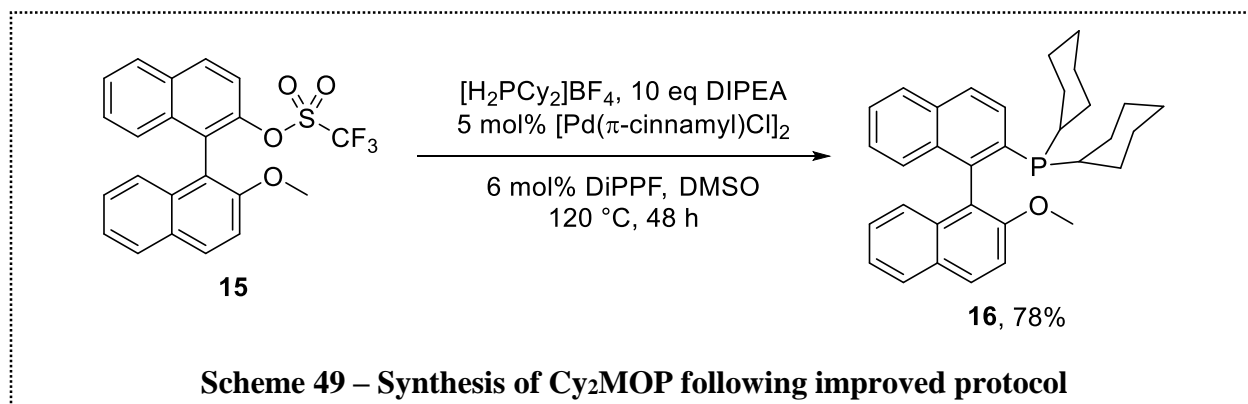 O O
S
O
CF₃
O
15
[H₂PCy₂]BF₄, 10 eq DIPEA
5 mol% [Pd(π-cinnamyl)Cl]₂
6 mol% DiPPF, DMSO
120 °C, 48 h
P
O
16, 78%
Scheme 49 – Synthesis of Cy₂MOP following improved protocol